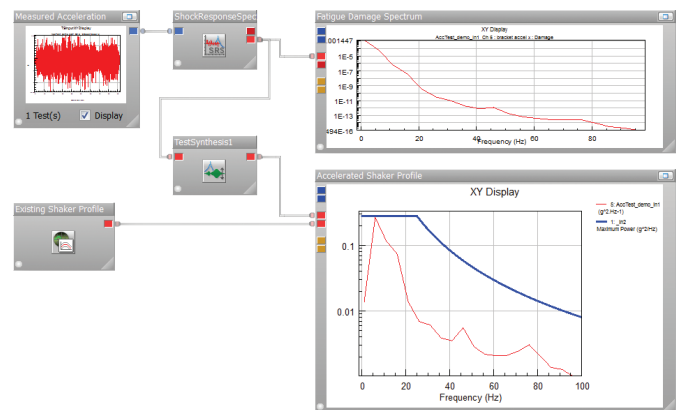 Measured Acceleration
1 Test(s)
Display
ShockResponseSpec
SRS
TestSynthesis1
Existing Shaker Profile
Fatigue Damage Spectrum
XY Display
AccTest_demo_in1 Ch 5 : bracket accel x : Damage
001447
1E-5
1E-7
1E-9
1E-11
1E-13
494E-16
0 20 40 60 80
Frequency (Hz)
Accelerated Shaker Profile
XY Display
0.1
0.01
0 20 40 60 80 100
Frequency (Hz)
5: AccTest_demo_in1
(g^2.Hz-1)
1: _in2
Maximum Power (g^2/Hz)